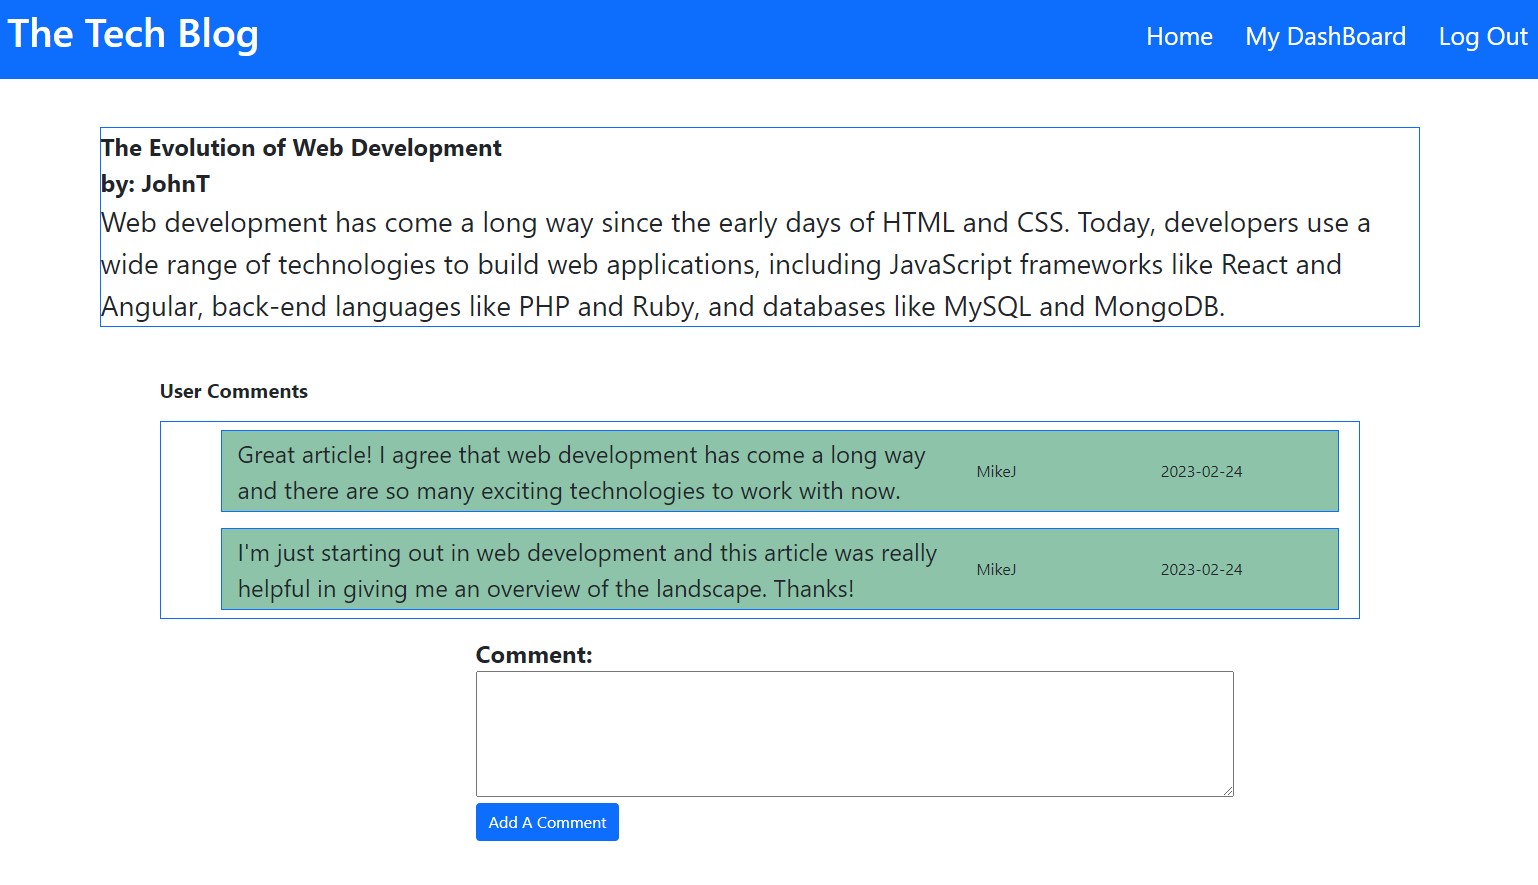 The Tech Blog
Home My DashBoard Log Out
The Evolution of Web Development
by: JohnT
Web development has come a long way since the early days of HTML and CSS. Today, developers use a
wide range of technologies to build web applications, including JavaScript frameworks like React and
Angular, back-end languages like PHP and Ruby, and databases like MySQL and MongoDB.
User Comments
Great article! I agree that web development has come a long way
and there are so many exciting technologies to work with now.
MikeJ
2023-02-24
I'm just starting out in web development and this article was really
helpful in giving me an overview of the landscape. Thanks!
MikeJ
2023-02-24
Comment:
Add A Comment